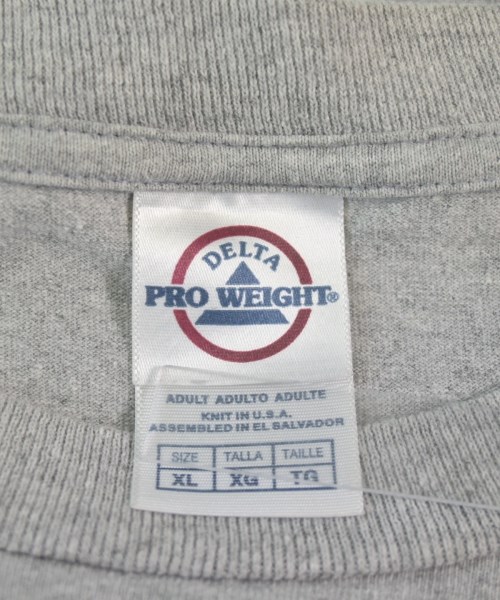 DELTA
PRO WEIGHT®
ADULT ADULTO ADULTE
KNIT IN U.S.A.
ASSEMBLED IN EL SALVADOR
SIZE TALLA TAILLE
XL XG TG